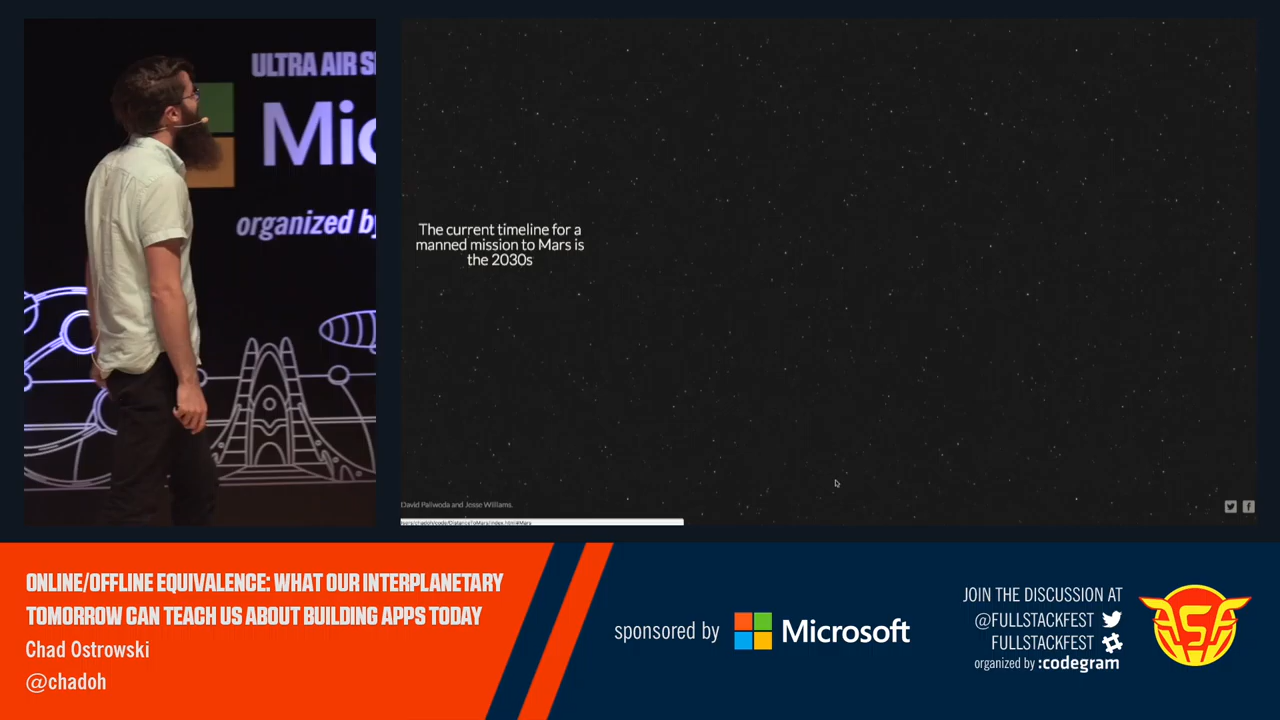 ULTRA AIR S
Mic
organized by
The current timeline for a
manned mission to Mars is
the 2030s
David Paliwoda and Jesse Williams.
ONLINE/OFFLINE EQUIVALENCE: WHAT OUR INTERPLANETARY
TOMORROW CAN TEACH US ABOUT BUILDING APPS TODAY
Chad Ostrowski
@chadoh
sponsored by Microsoft
JOIN THE DISCUSSION AT
@FULLSTACKFEST
FULLSTACKFEST
organized by :codegram